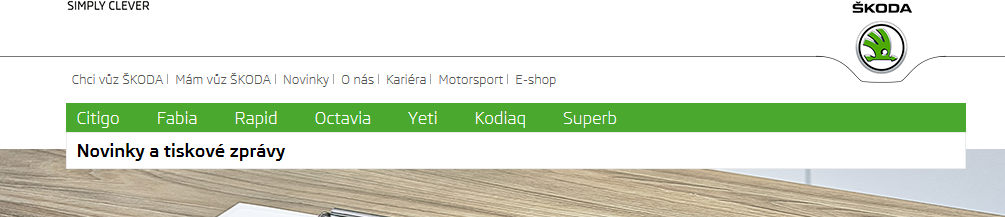 SIMPLY CLEVER
ŠKODA
Chci vůz ŠKODA | Mám vůz ŠKODA | Novinky | O nás | Kariéra | Motorsport | E-shop
Citigo Fabia Rapid Octavia Yeti Kodiaq Superb
Novinky a tiskové zprávy